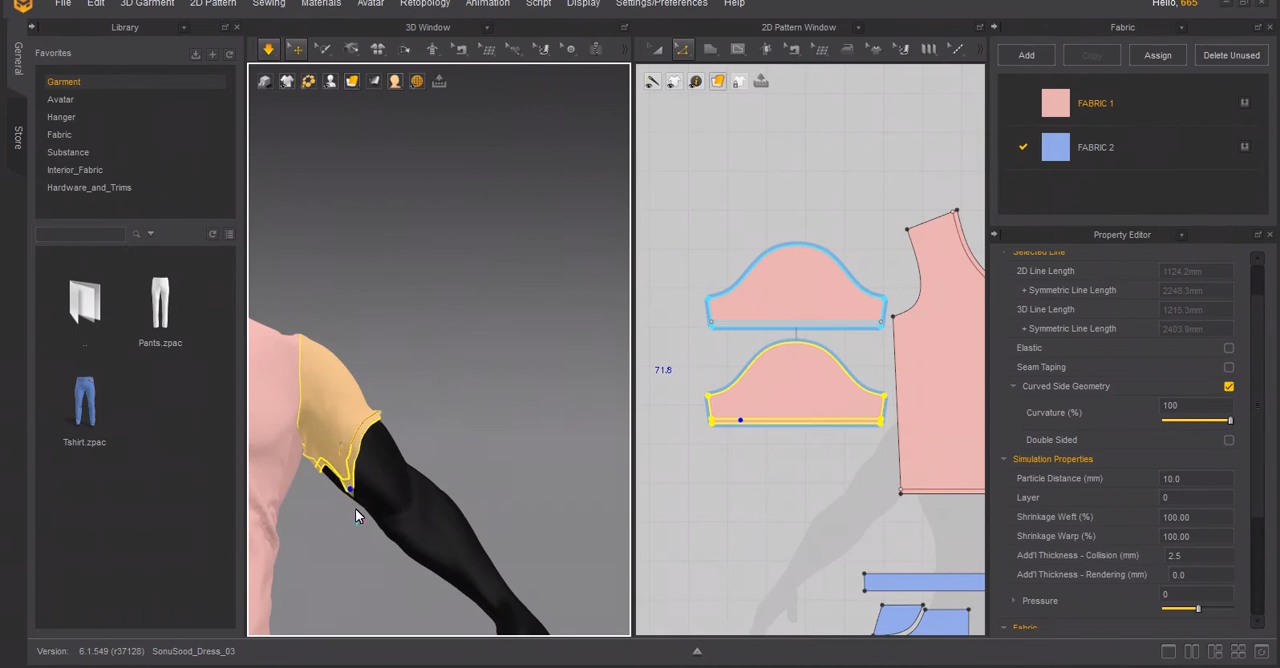 File Edit 3D Garment 2D Pattern Sewing Materials Avatar Retopology Animation Script Display Settings/Preferences Help Hello, 665
General
Store
Library
Favorites
Garment
Avatar
Hanger
Fabric
Substance
Interior_Fabric
Hardware_and_Trims
..
Pants.zpac
Tshirt.zpac
3D Window
2D Pattern Window
71.8
Fabric
Add Copy Assign Delete Unused
FABRIC 1
FABRIC 2
Property Editor
Selected Line
2D Line Length 1124.2mm
+ Symmetric Line Length 2248.3mm
3D Line Length 1215.3mm
+ Symmetric Line Length 2403.9mm
Elastic
Seam Taping
Curved Side Geometry
Curvature (%) 100
Double Sided
Simulation Properties
Particle Distance (mm) 10.0
Layer 0
Shrinkage Weft (%) 100.00
Shrinkage Warp (%) 100.00
Add'l Thickness - Collision (mm) 2.5
Add'l Thickness - Rendering (mm) 0.0
Pressure 0
Fabric
Version: 6.1.549 (r37128) SonuSood_Dress_03